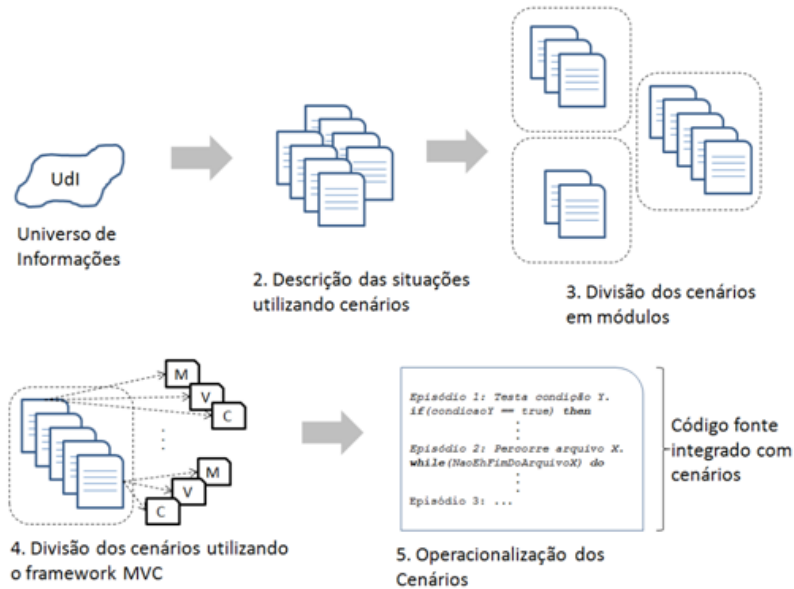 UdI
Universo de
Informações
2. Descrição das situações
utilizando cenários
3. Divisão dos cenários
em módulos
M
V
C
M
V
C
4. Divisão dos cenários utilizando
o framework MVC
Episódio 1: Testa condição Y.
if(condicaoY == true) then
Episódio 2: Percorre arquivo X.
while(NaoEhFimDoArquivoX) do
Episódio 3: ...
Código fonte
integrado com
cenários
5. Operacionalização dos
Cenários